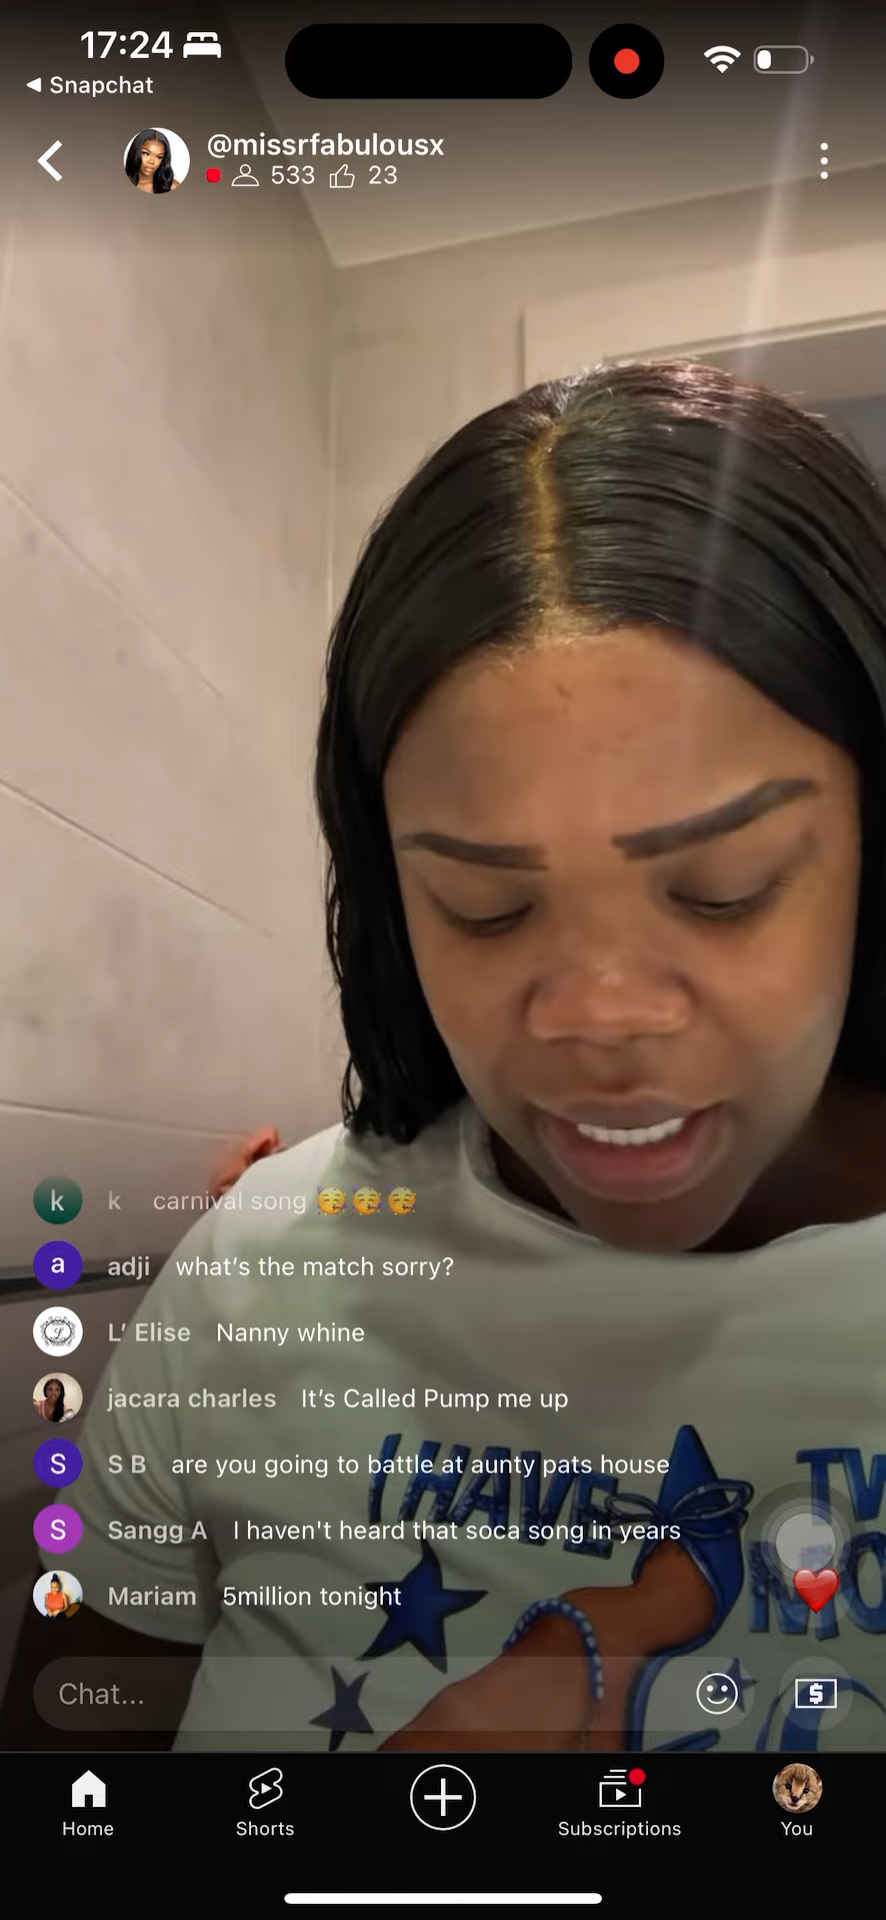 17:24
Snapchat
@missrfabulousx
533 23
k carnival song 🥳🥳🥳
adji what’s the match sorry?
L’ Elise Nanny whine
jacara charles It’s Called Pump me up
S B are you going to battle at aunty pats house
Sangg A I haven't heard that soca song in years
Mariam 5million tonight
I HAVE
Chat...
Home Shorts Subscriptions You